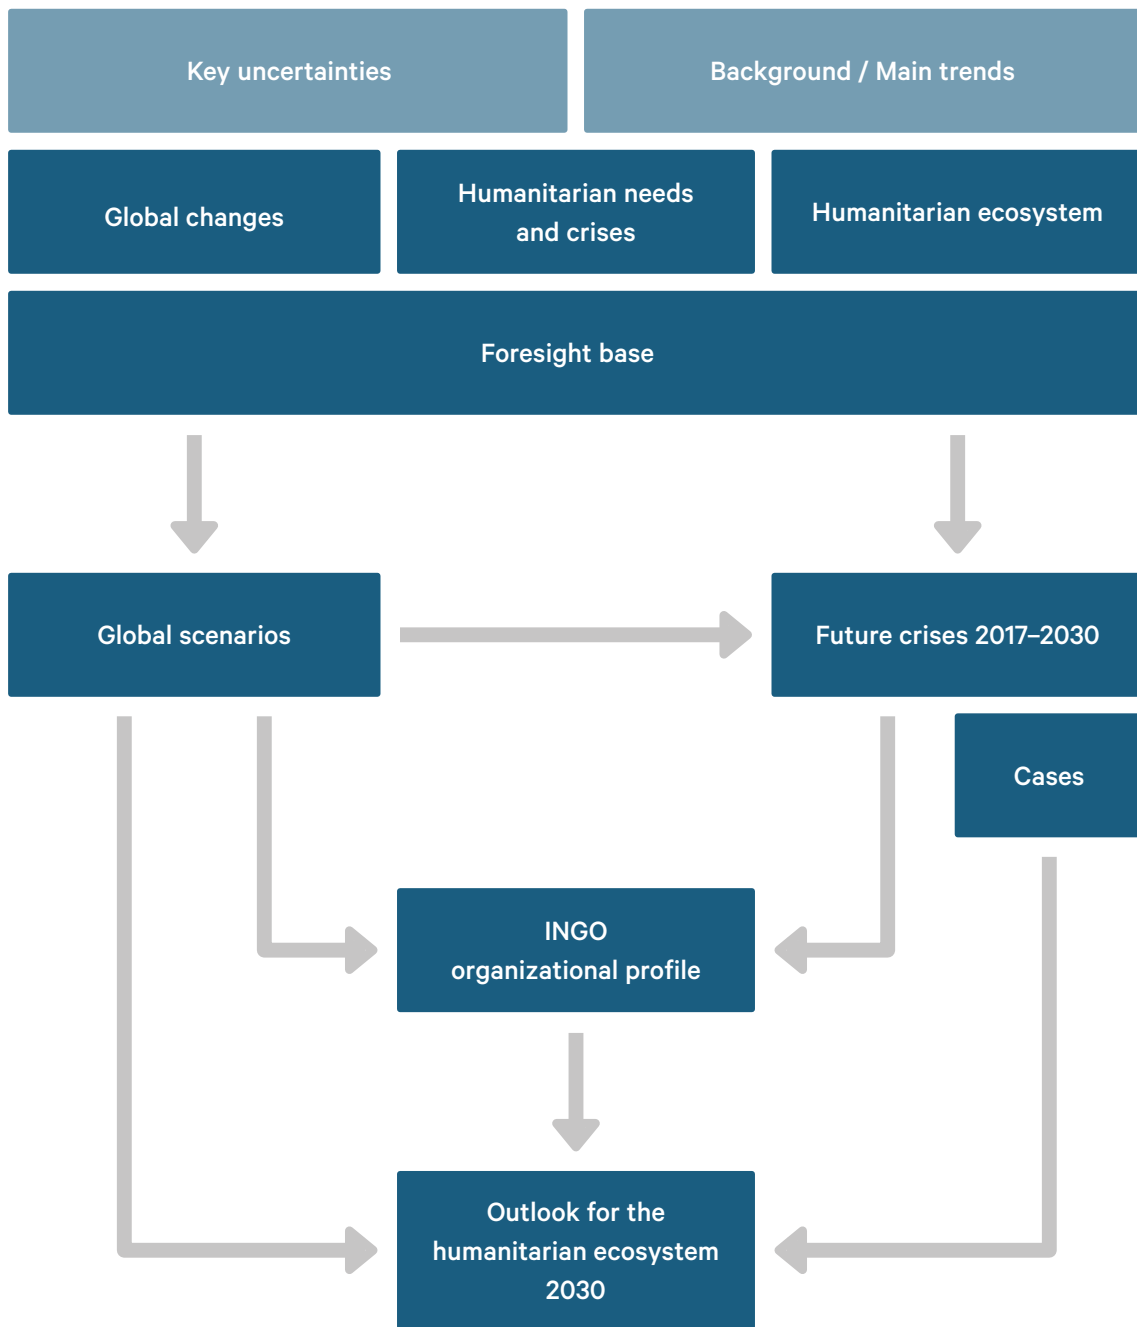 Key uncertainties
Background / Main trends
Global changes
Humanitarian needs
and crises
Humanitarian ecosystem
Foresight base
Global scenarios
Future crises 2017–2030
Cases
INGO
organizational profile
Outlook for the
humanitarian ecosystem
2030